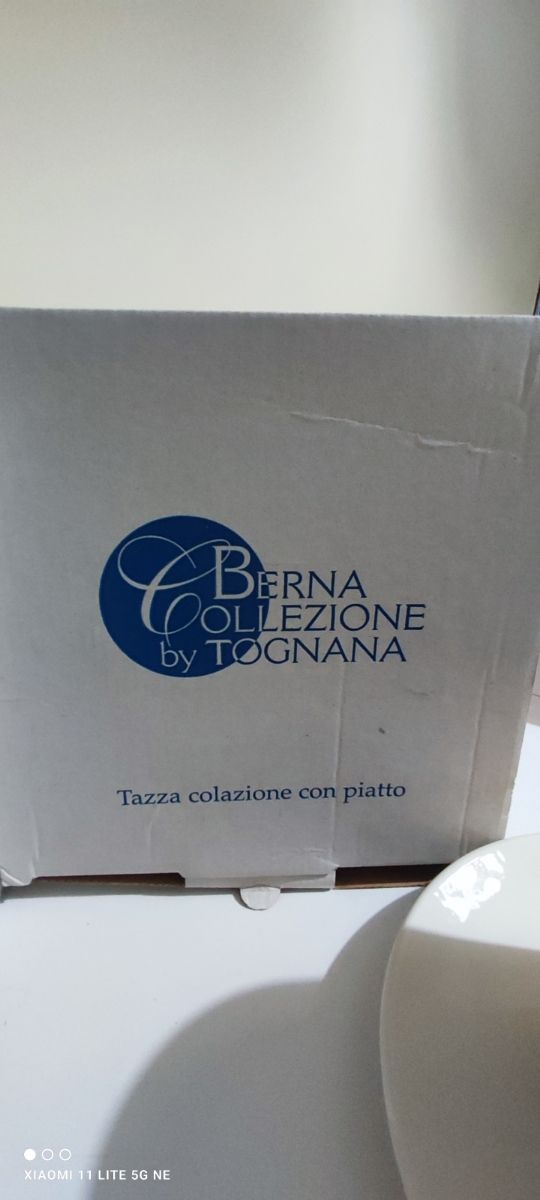 BERNA
COLLEZIONE
by TOGNANA
Tazza colazione con piatto
XIAOMI 11 LITE 5G NE